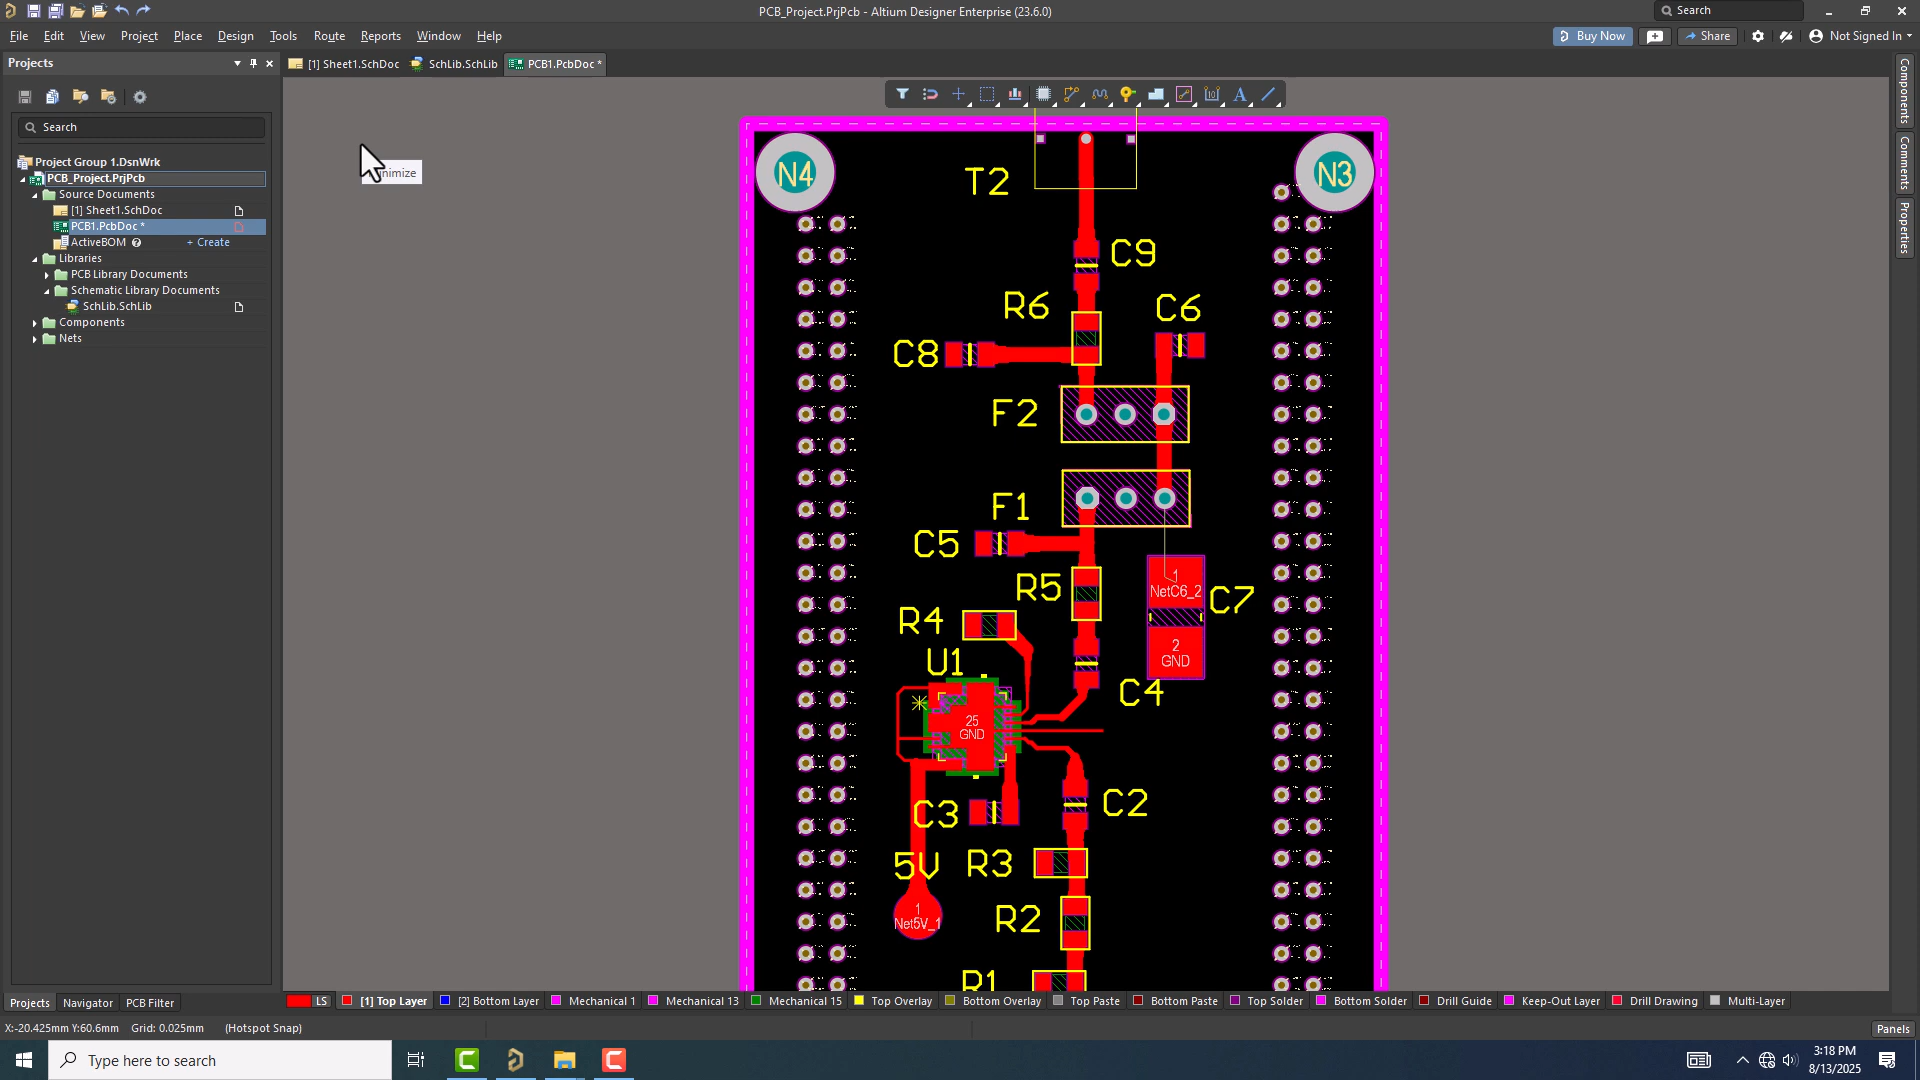 PCB_Project.PrjPcb - Altium Designer Enterprise (23.6.0)
Search
File Edit View Project Place Design Tools Route Reports Window Help
Buy Now
Share
Not Signed In
Projects
[1] Sheet1.SchDoc
SchLib.SchLib
PCB1.PcbDoc *
Search
Project Group 1.DsnWrk
PCB_Project.PrjPcb
Source Documents
[1] Sheet1.SchDoc
PCB1.PcbDoc *
ActiveBOM
+ Create
Libraries
PCB Library Documents
Schematic Library Documents
SchLib.SchLib
Components
Nets
Components
Comments
Properties
N4
N3
T2
C9
R6
C6
C8
F2
F1
C5
R5
1
NetC6_2
C7
R4
2
GND
U1
C4
25
GND
C2
C3
5V
R3
1
Net5V_1
R2
R1
Projects Navigator PCB Filter
LS
[1] Top Layer
[2] Bottom Layer
Mechanical 1
Mechanical 13
Mechanical 15
Top Overlay
Bottom Overlay
Top Paste
Bottom Paste
Top Solder
Bottom Solder
Drill Guide
Keep-Out Layer
Drill Drawing
Multi-Layer
X:-20.425mm Y:60.6mm Grid: 0.025mm (Hotspot Snap)
Panels
Type here to search
3:18 PM
8/13/2025